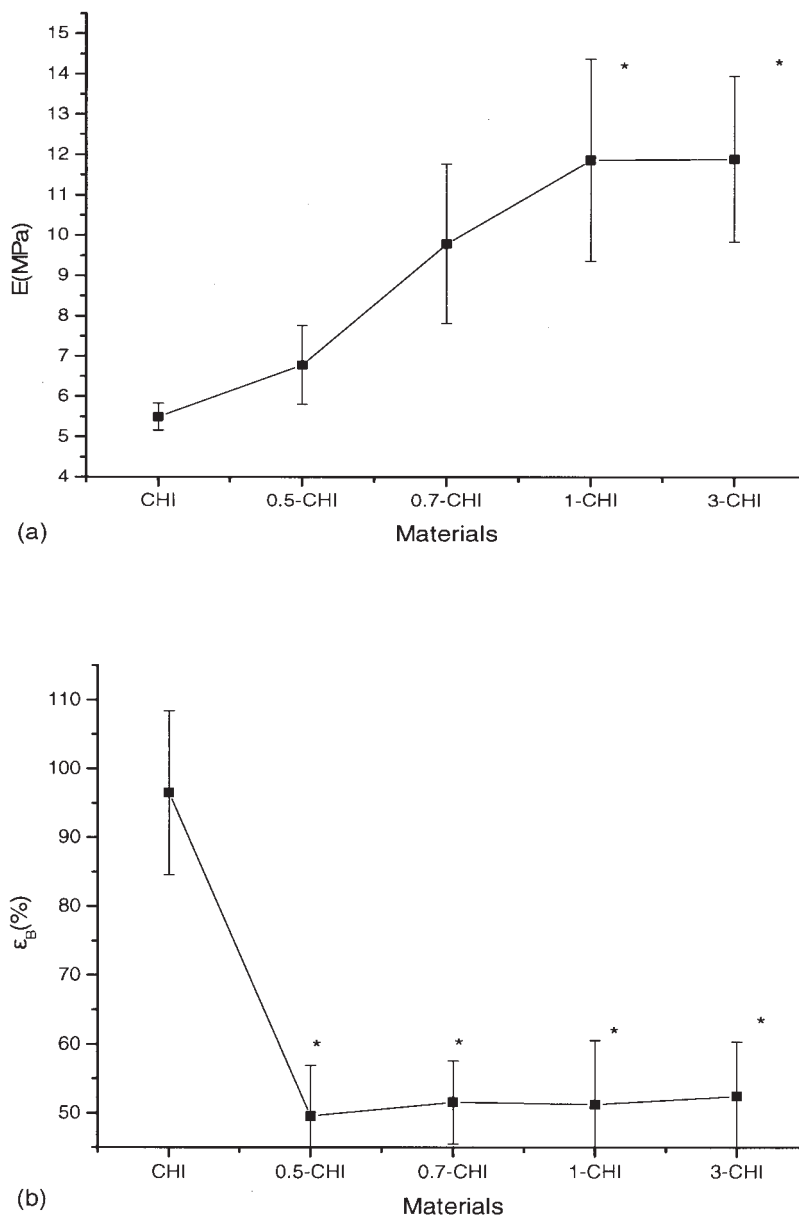 15
14
13
12
11
10
9
8
7
6
5
4
E(MPa)
* *
CHI 0.5-CHI 0.7-CHI 1-CHI 3-CHI
(a)
Materials
110
100
90
80
70
60
50
εB(%)
* * * *
CHI 0.5-CHI 0.7-CHI 1-CHI 3-CHI
(b)
Materials